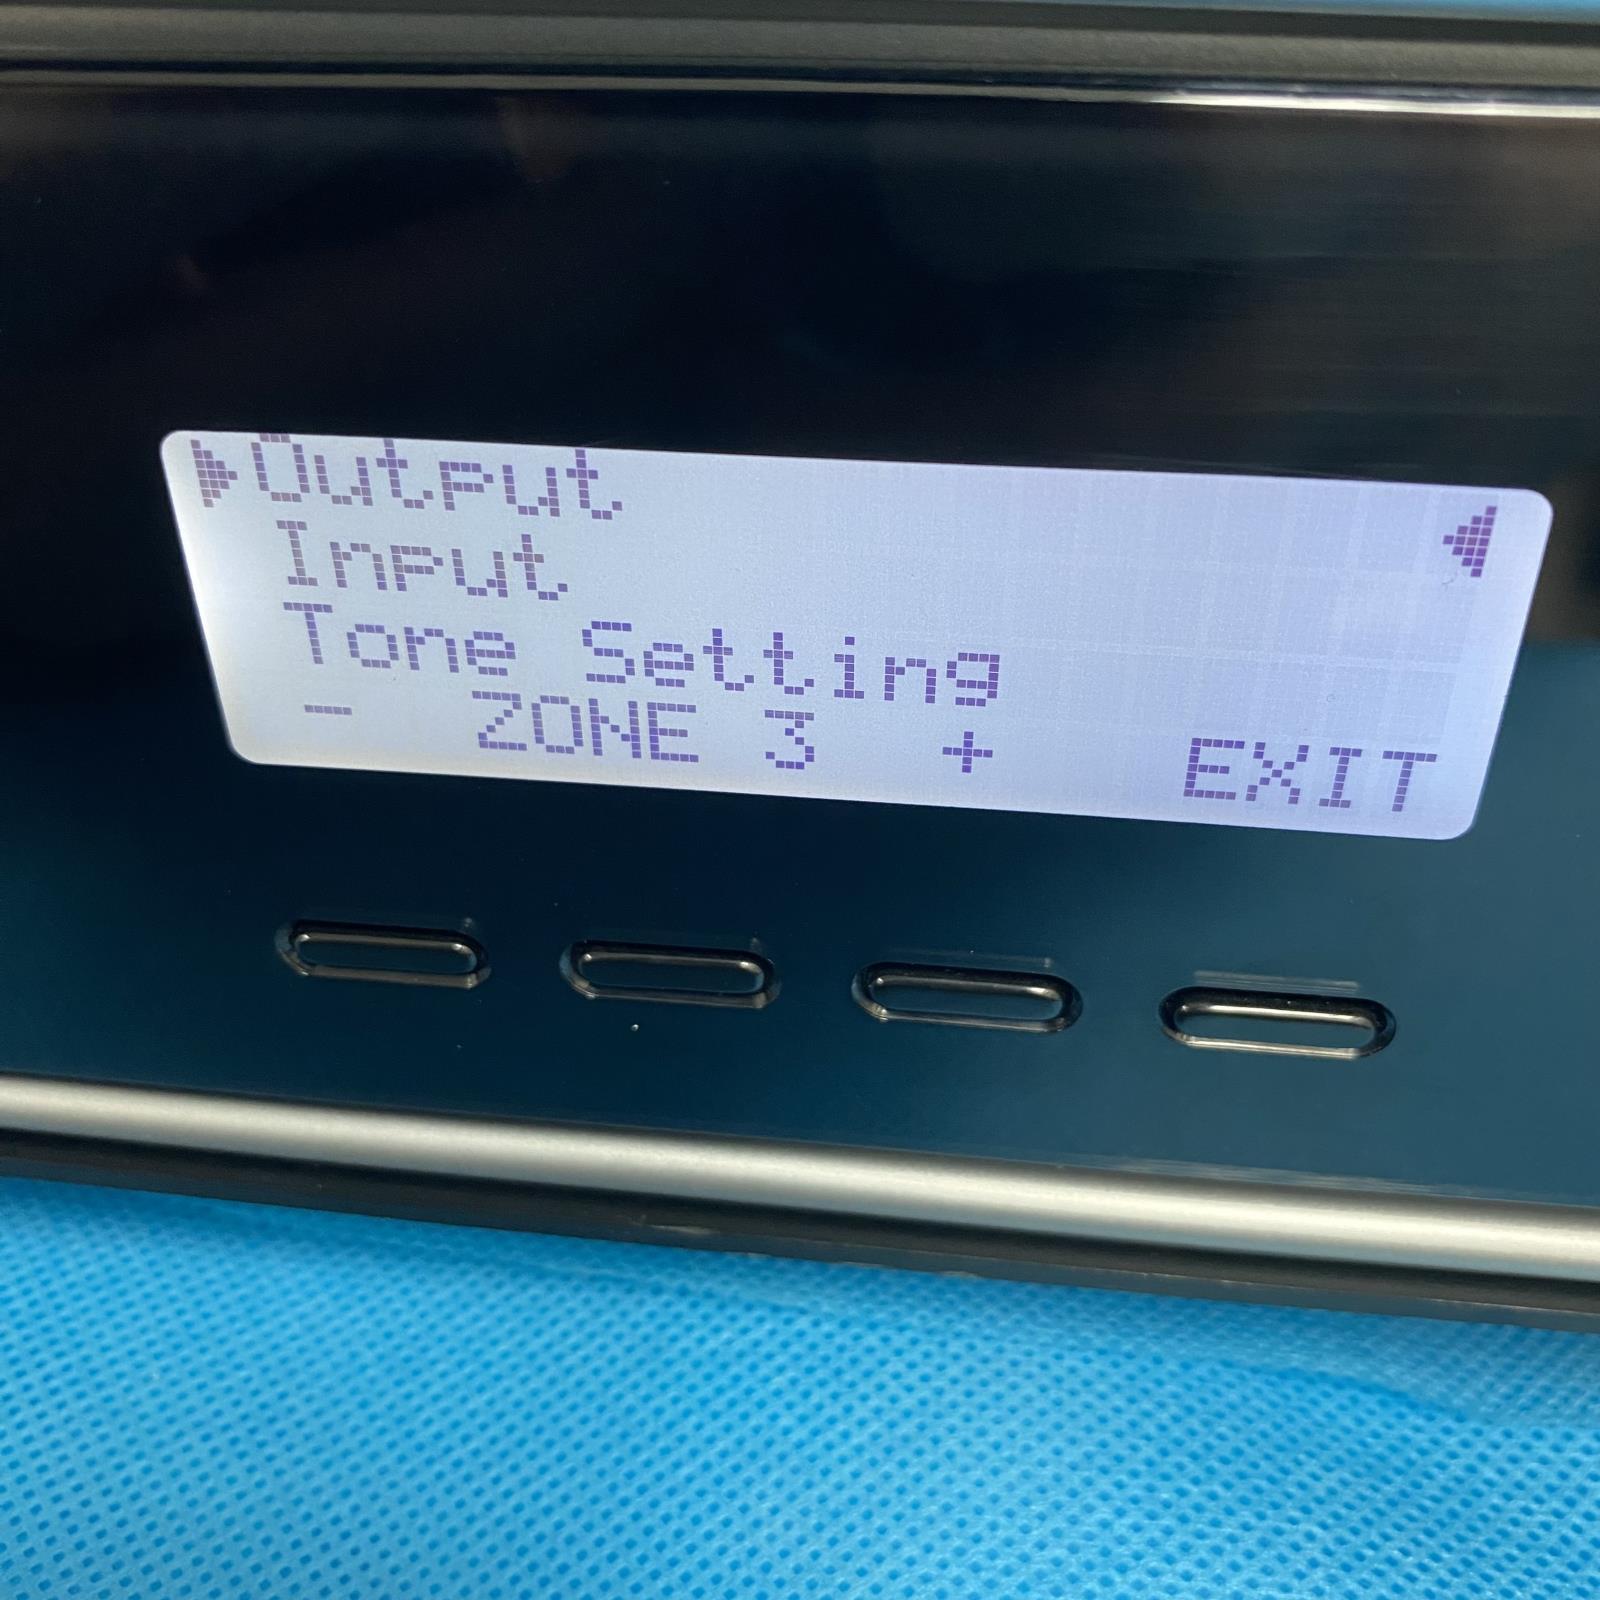 ▶Output ◀
Input
Tone Setting
- ZONE 3 + EXIT